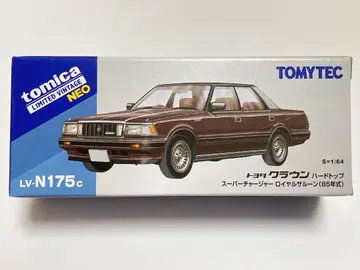 tomica
LIMITED VINTAGE
NEO
TOMYTEC
S=1/64
LV-N175c
トヨタ クラウン ハードトップ
スーパーチャージャー ロイヤルサルーン(85年式)